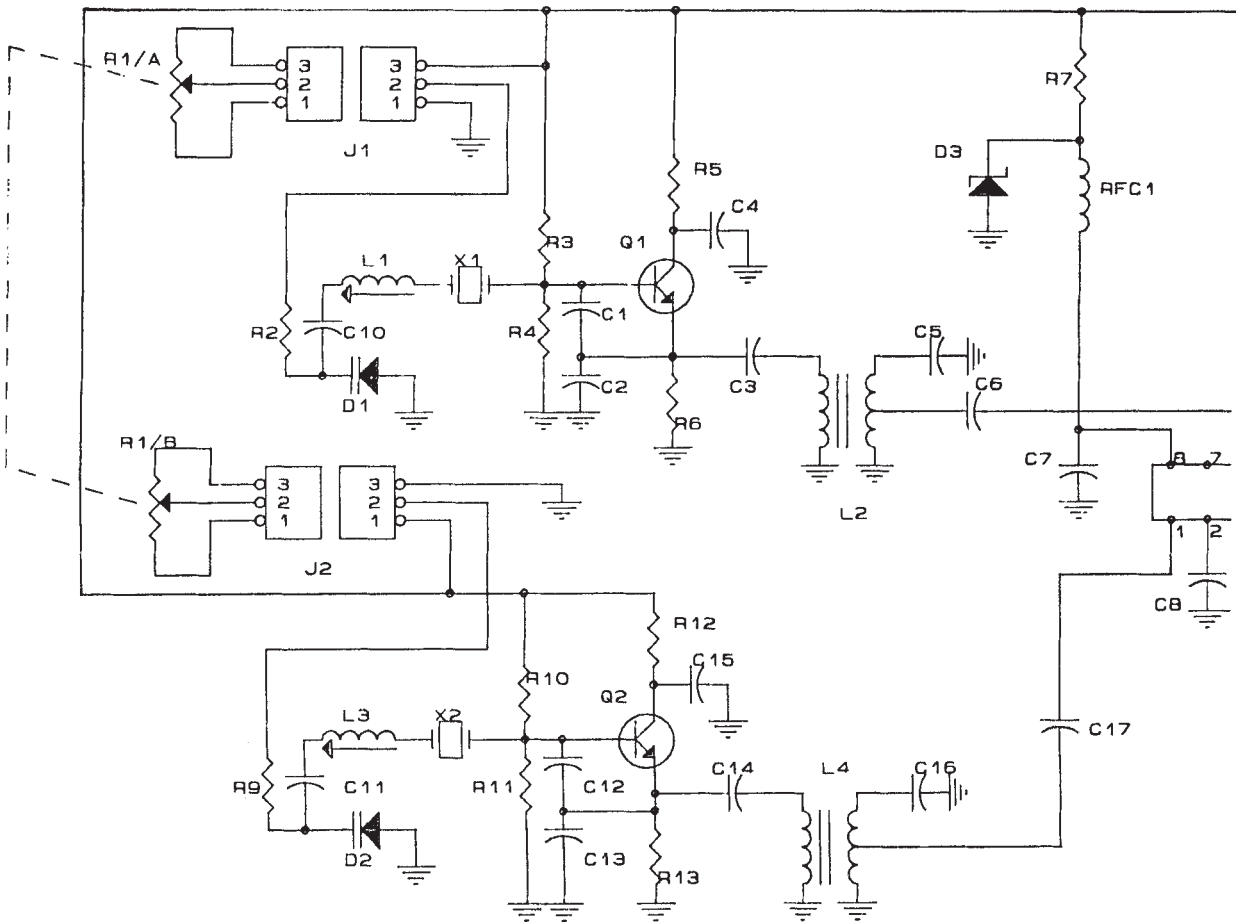 R1/A
3
2
1
3
2
1
J1
R7
D3
RFC1
R5
C4
R3
Q1
L1
X1
R2
C10
R4
C1
D1
C2
C3
R6
C5
C6
L2
C7
8 7
1 2
C8
R1/B
3
2
1
3
2
1
J2
R12
C15
R10
Q2
L3
X2
R9
C11
R11
C12
C14
L4
C16
C17
D2
C13
R13